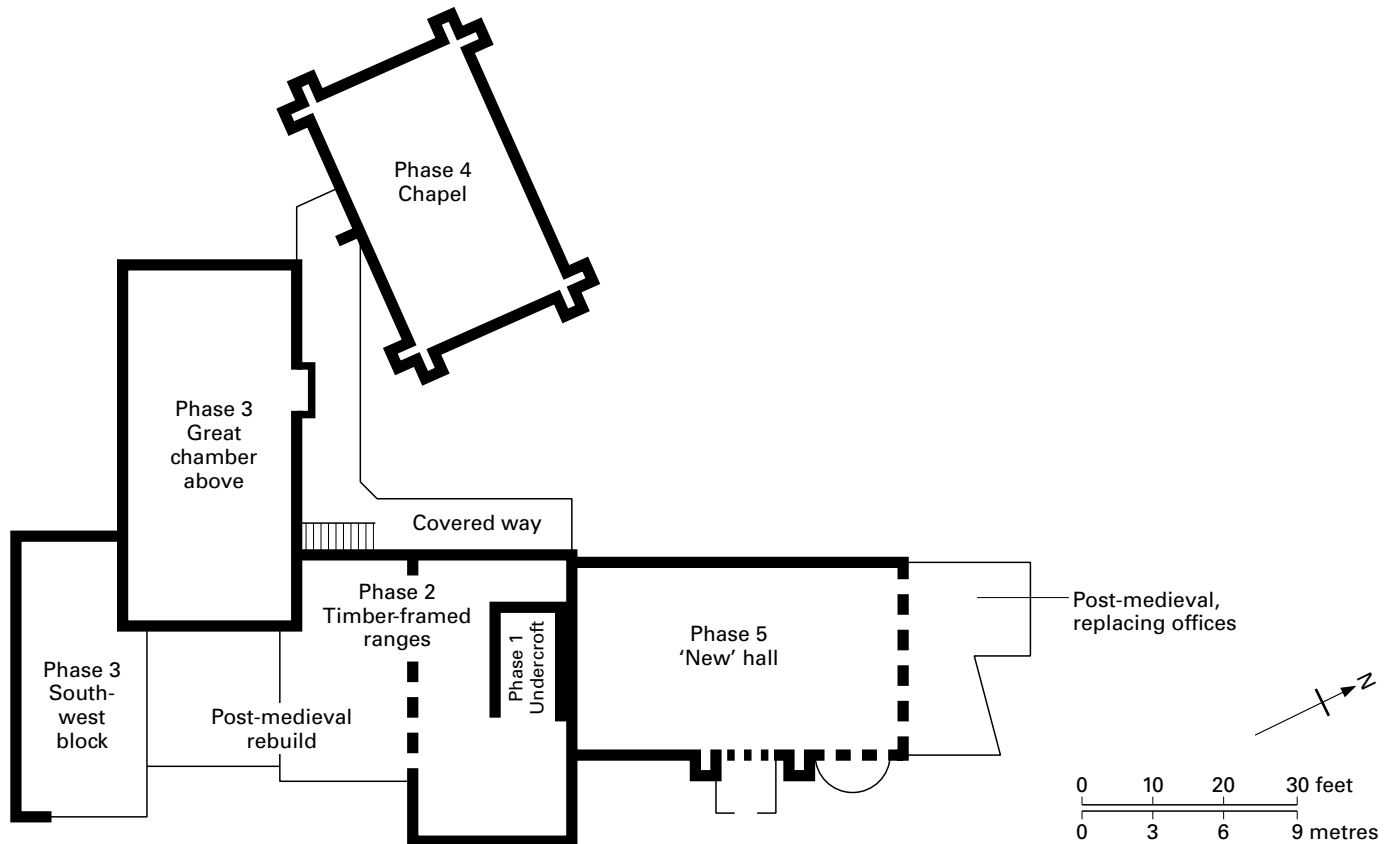 Phase 4
Chapel
Phase 3
Great
chamber
above
Covered way
Phase 2
Timber-framed
ranges
Phase 1
Undercroft
Phase 5
‘New’ hall
Post-medieval,
replacing offices
Phase 3
South-
west
block
Post-medieval
rebuild
N
0 10 20 30 feet
0 3 6 9 metres